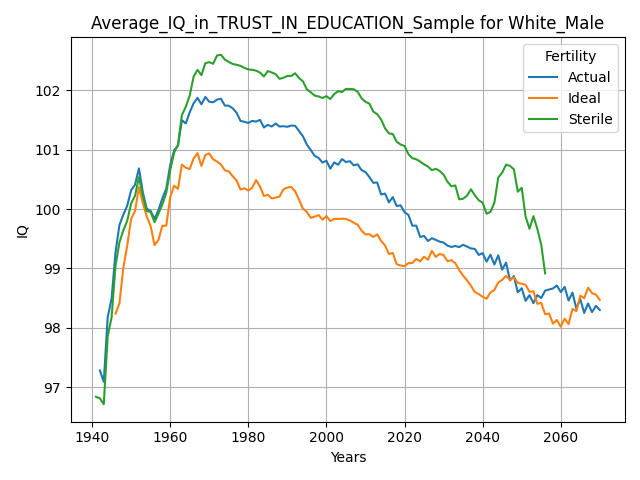 Average_IQ_in_TRUST_IN_EDUCATION_Sample for White_Male
Fertility
Actual
Ideal
Sterile
IQ
102
101
100
99
98
97
1940
1960
1980
2000
2020
2040
2060
Years